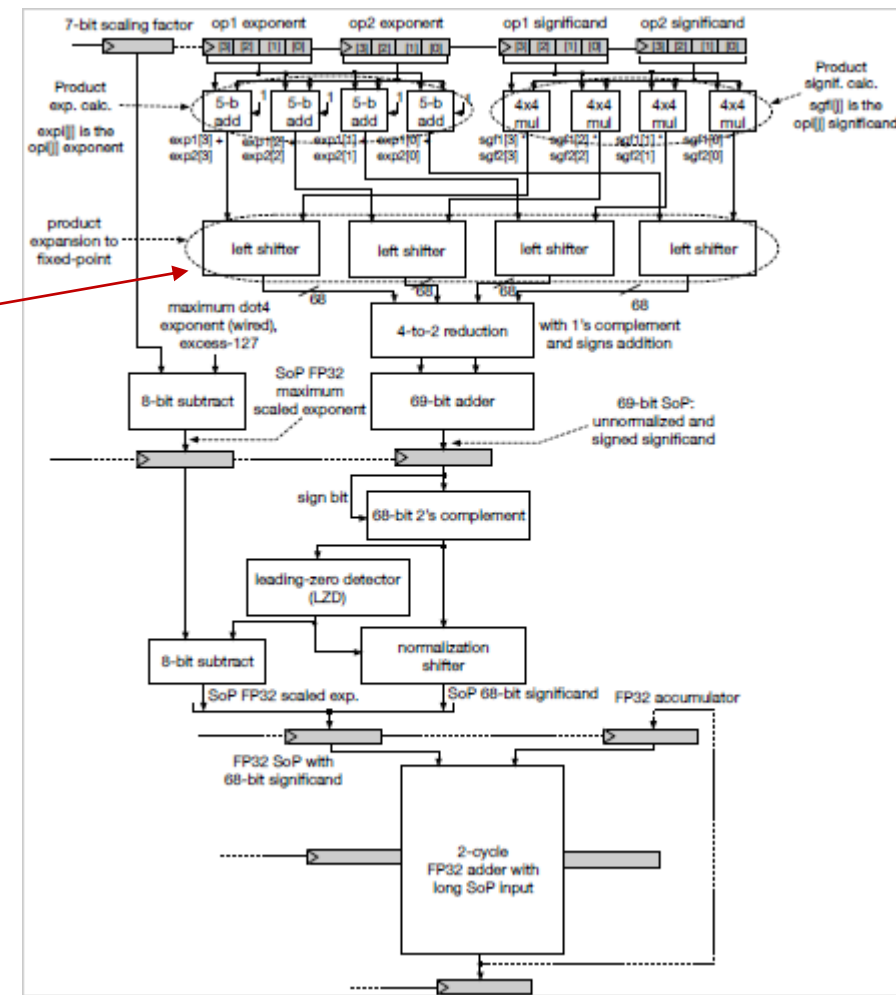 7-bit scaling factor
op1 exponent
op2 exponent
op1 significand
op2 significand
[3] [2] [1] [0]
[3] [2] [1] [0]
[3] [2] [1] [0]
[3] [2] [1] [0]
Product
exp. calc.
expi[j] is the
opi[j] exponent
5-b
add
1
5-b
add
1
5-b
add
1
5-b
add
1
4x4
mul
4x4
mul
4x4
mul
4x4
mul
Product
signif. calc.
sgfi[j] is the
opi[j] significand
exp1[3] +
exp2[3]
exp1[2] +
exp2[2]
exp1[1] +
exp2[1]
exp1[0] +
exp2[0]
sgf1[3] *
sgf2[3]
sgf1[2] *
sgf2[2]
sgf1[1] *
sgf2[1]
sgf1[0] *
sgf2[0]
product
expansion to
fixed-point
left shifter
left shifter
left shifter
left shifter
68
68
68
68
maximum dot4
exponent (wired),
excess-127
4-to-2 reduction
with 1's complement
and signs addition
8-bit subtract
SoP FP32
maximum
scaled exponent
69-bit adder
69-bit SoP:
unnormalized and
signed significand
sign bit
68-bit 2's complement
leading-zero detector
(LZD)
8-bit subtract
normalization
shifter
SoP FP32 scaled exp.
SoP 68-bit significand
FP32 accumulator
FP32 SoP with
68-bit significand
2-cycle
FP32 adder with
long SoP input